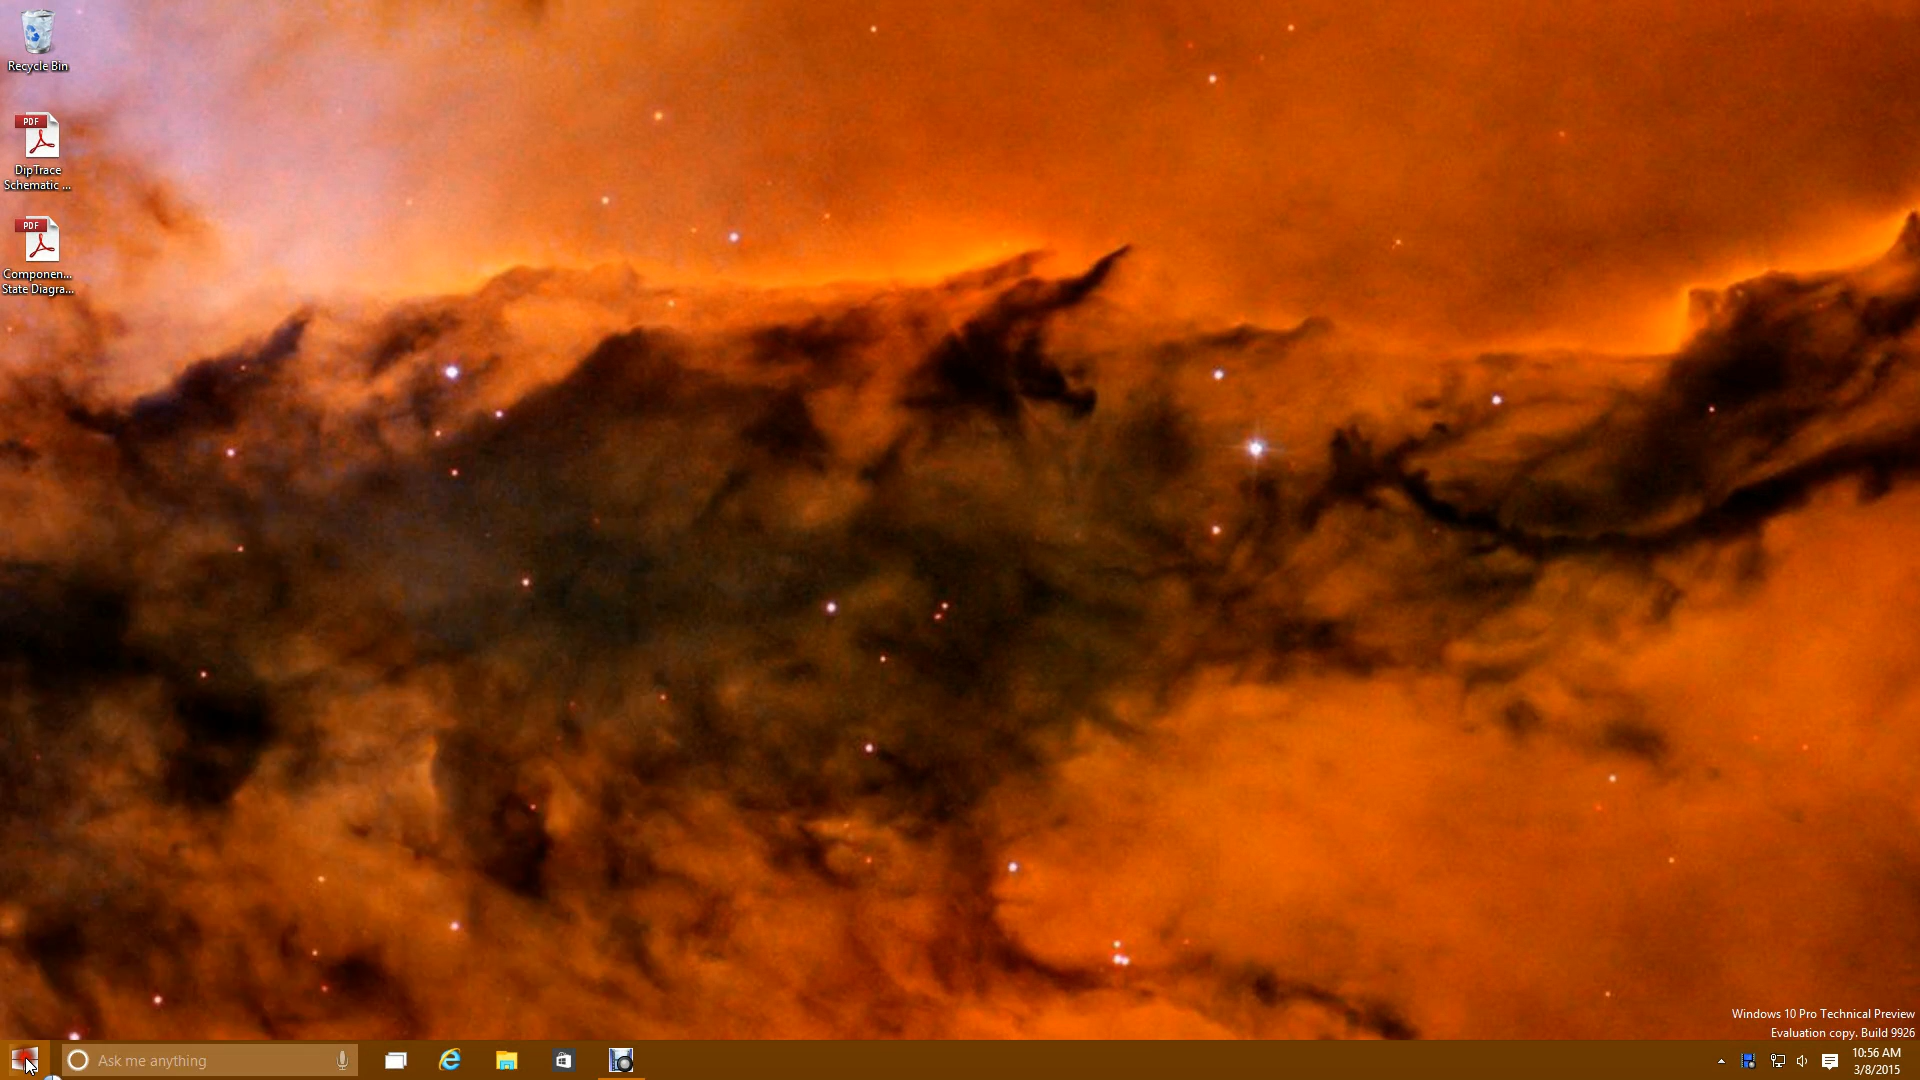 Recycle Bin
PDF
DipTrace
Schematic ...
PDF
Componen...
State Diagra...
Windows 10 Pro Technical Preview
Evaluation copy. Build 9926
Ask me anything
10:56 AM
3/8/2015